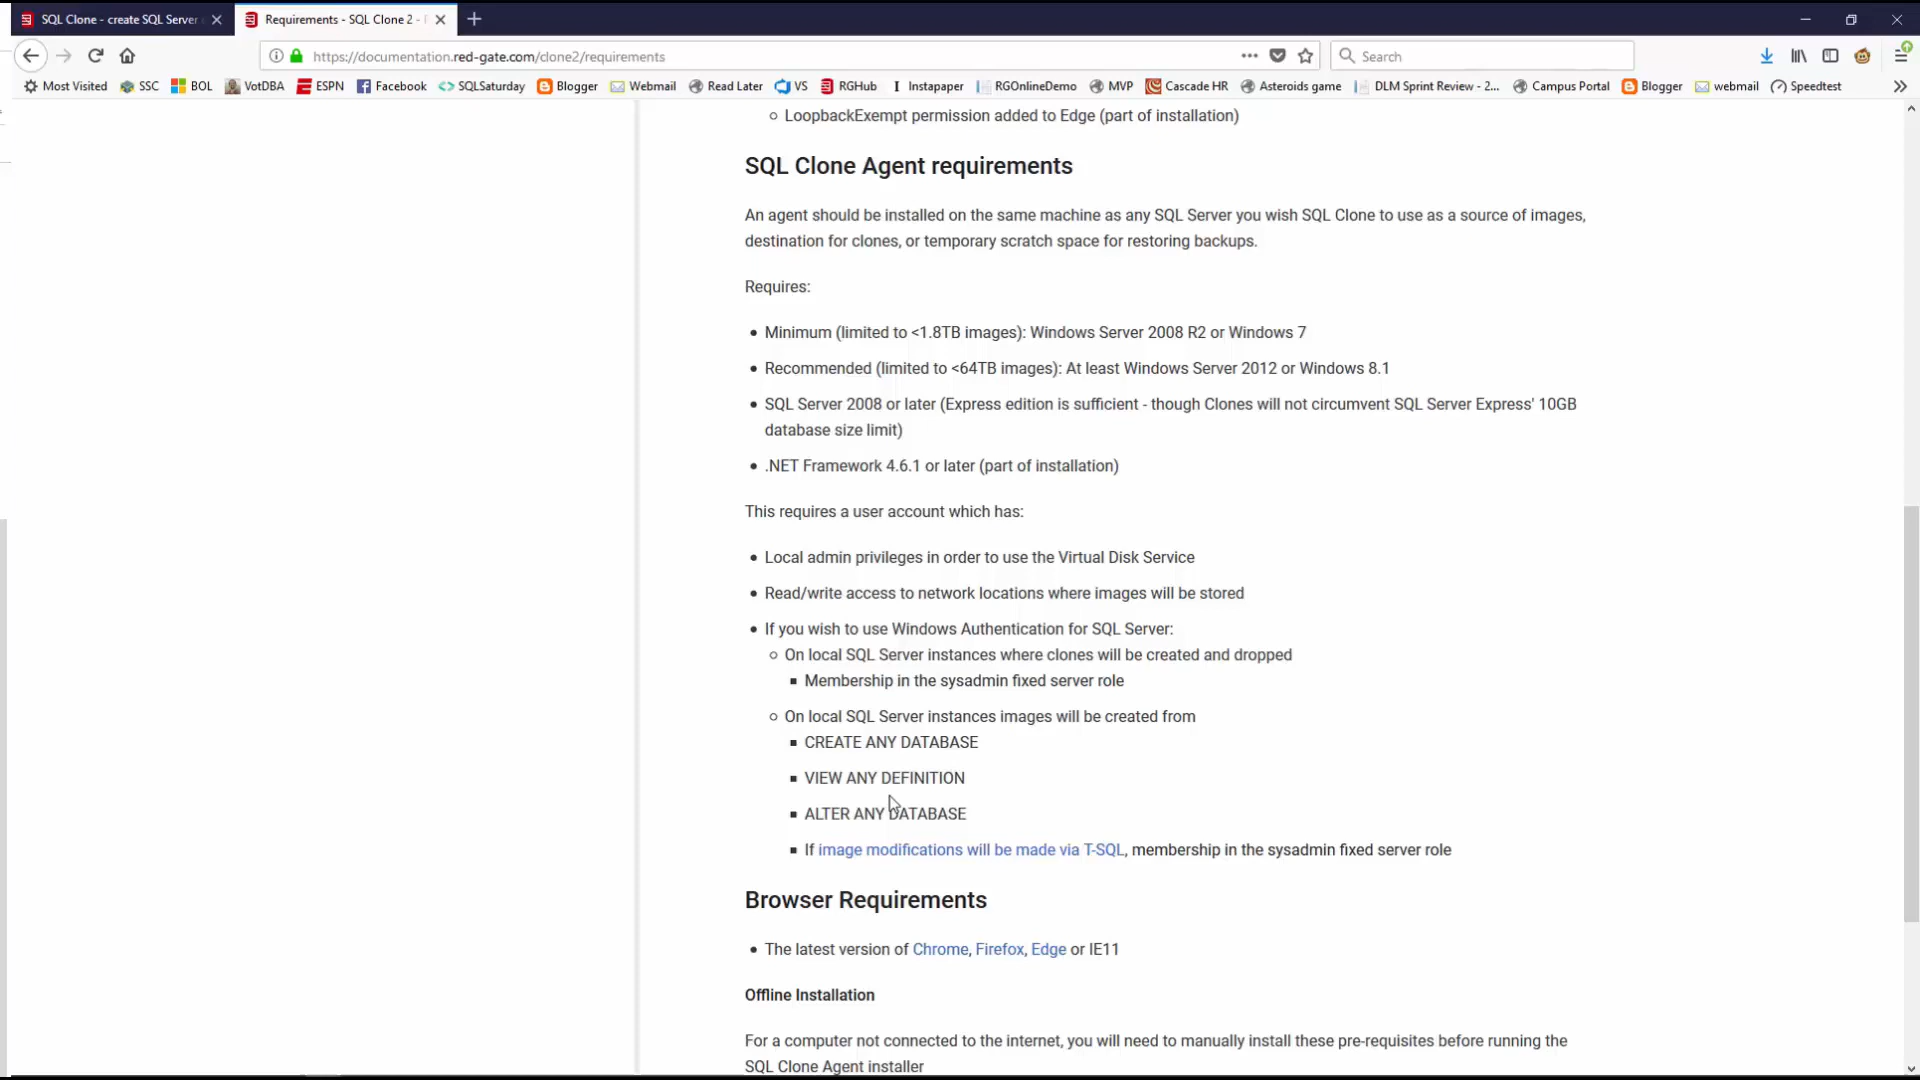 SQL Clone - create SQL Server
Requirements - SQL Clone 2 -
https://documentation.red-gate.com/clone2/requirements
Search
Most Visited SSC BOL VotDBA ESPN Facebook SQLSaturday Blogger Webmail Read Later VS RGHub Instapaper RGOnlineDemo MVP Cascade HR Asteroids game DLM Sprint Review - 2... Campus Portal Blogger webmail Speedtest
LoopbackExempt permission added to Edge (part of installation)
SQL Clone Agent requirements
An agent should be installed on the same machine as any SQL Server you wish SQL Clone to use as a source of images,
destination for clones, or temporary scratch space for restoring backups.
Requires:
Minimum (limited to <1.8TB images): Windows Server 2008 R2 or Windows 7
Recommended (limited to <64TB images): At least Windows Server 2012 or Windows 8.1
SQL Server 2008 or later (Express edition is sufficient - though Clones will not circumvent SQL Server Express' 10GB
database size limit)
.NET Framework 4.6.1 or later (part of installation)
This requires a user account which has:
Local admin privileges in order to use the Virtual Disk Service
Read/write access to network locations where images will be stored
If you wish to use Windows Authentication for SQL Server:
On local SQL Server instances where clones will be created and dropped
Membership in the sysadmin fixed server role
On local SQL Server instances images will be created from
CREATE ANY DATABASE
VIEW ANY DEFINITION
ALTER ANY DATABASE
If image modifications will be made via T-SQL, membership in the sysadmin fixed server role
Browser Requirements
The latest version of Chrome, Firefox, Edge or IE11
Offline Installation
For a computer not connected to the internet, you will need to manually install these pre-requisites before running the
SQL Clone Agent installer